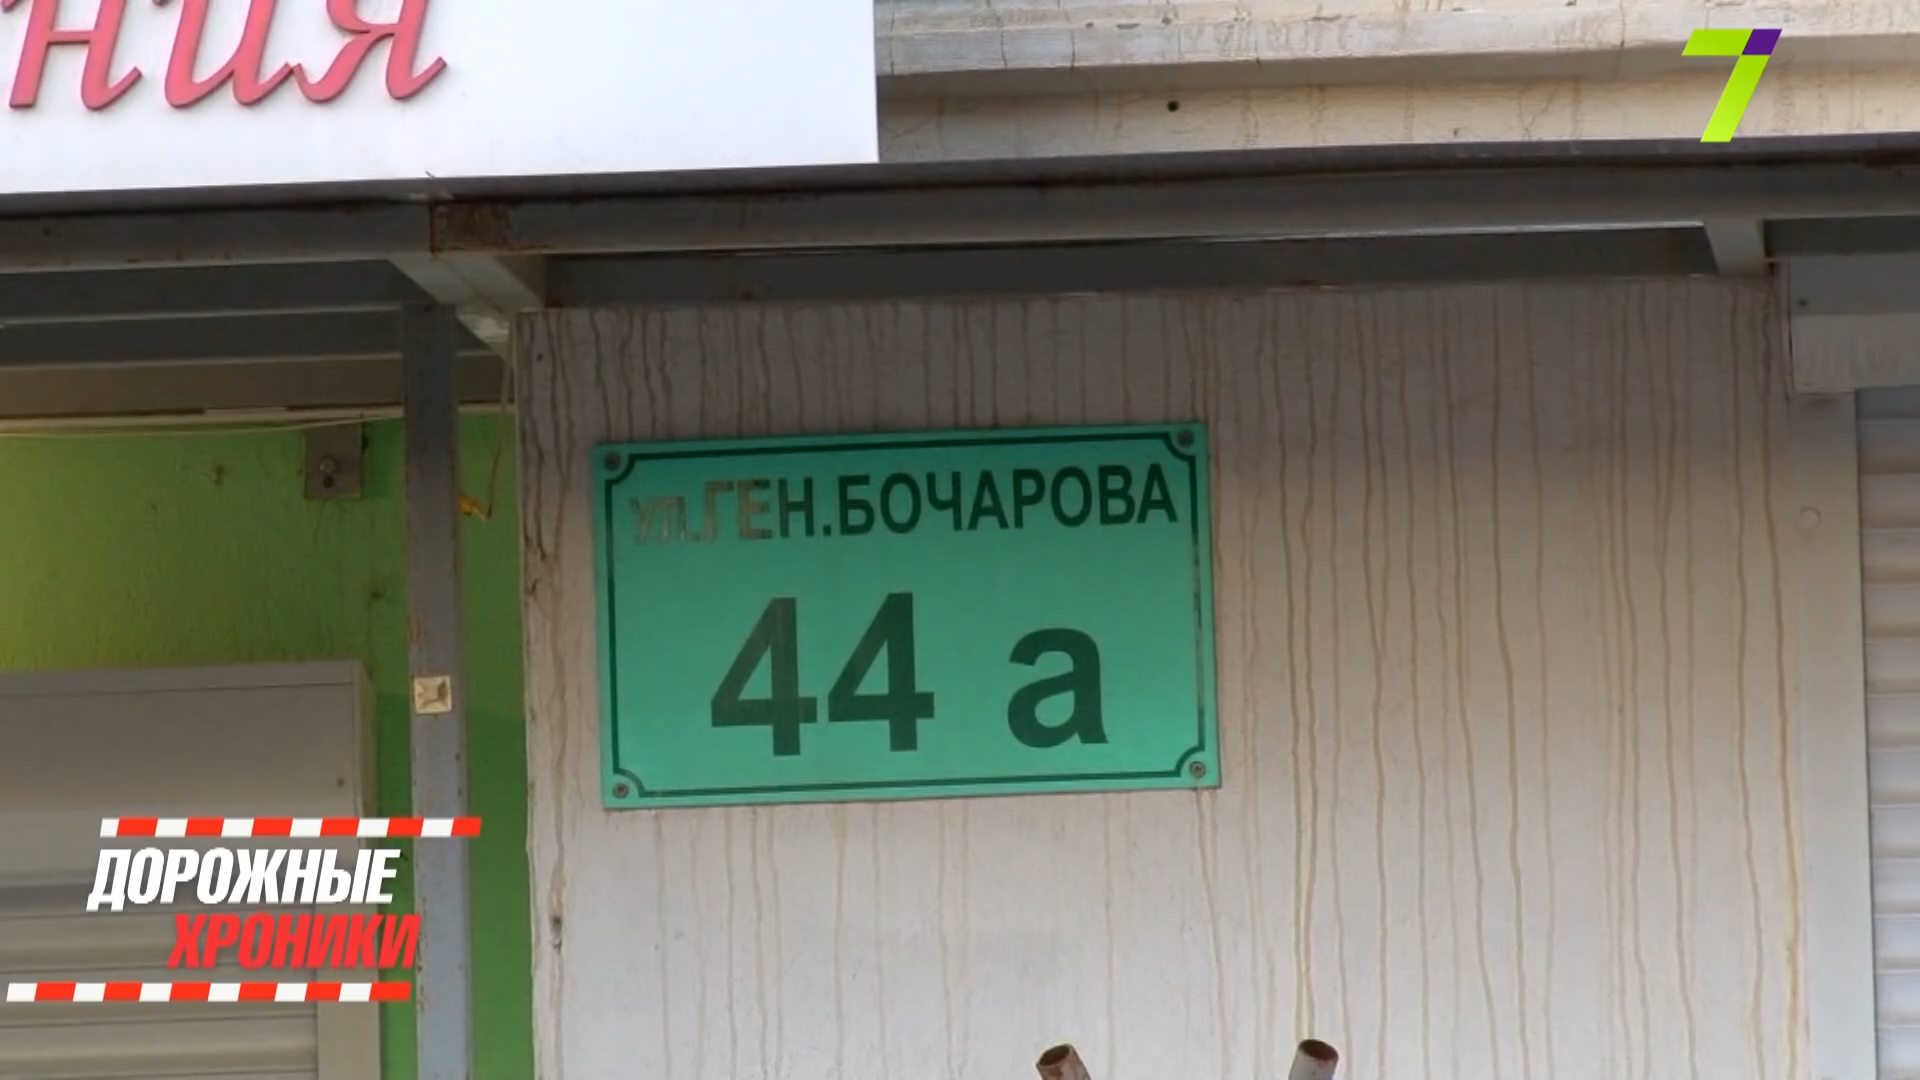 ния
7
УЛ.ГЕН.БОЧАРОВА
44 а
ДОРОЖНЫЕ
ХРОНИКИ